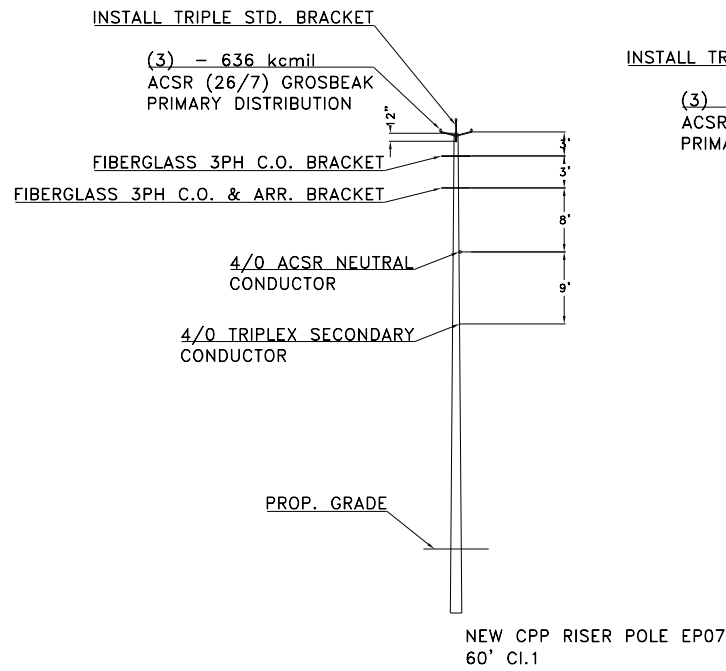 INSTALL TRIPLE STD. BRACKET
(3) - 636 kcmil
ACSR (26/7) GROSBEAK
PRIMARY DISTRIBUTION
12"
FIBERGLASS 3PH C.O. BRACKET
FIBERGLASS 3PH C.O. & ARR. BRACKET
3'
3'
8'
4/0 ACSR NEUTRAL
CONDUCTOR
9'
4/0 TRIPLEX SECONDARY
CONDUCTOR
PROP. GRADE
NEW CPP RISER POLE EP07
60' Cl.1
INSTALL TR
(3)
ACSR
PRIMA